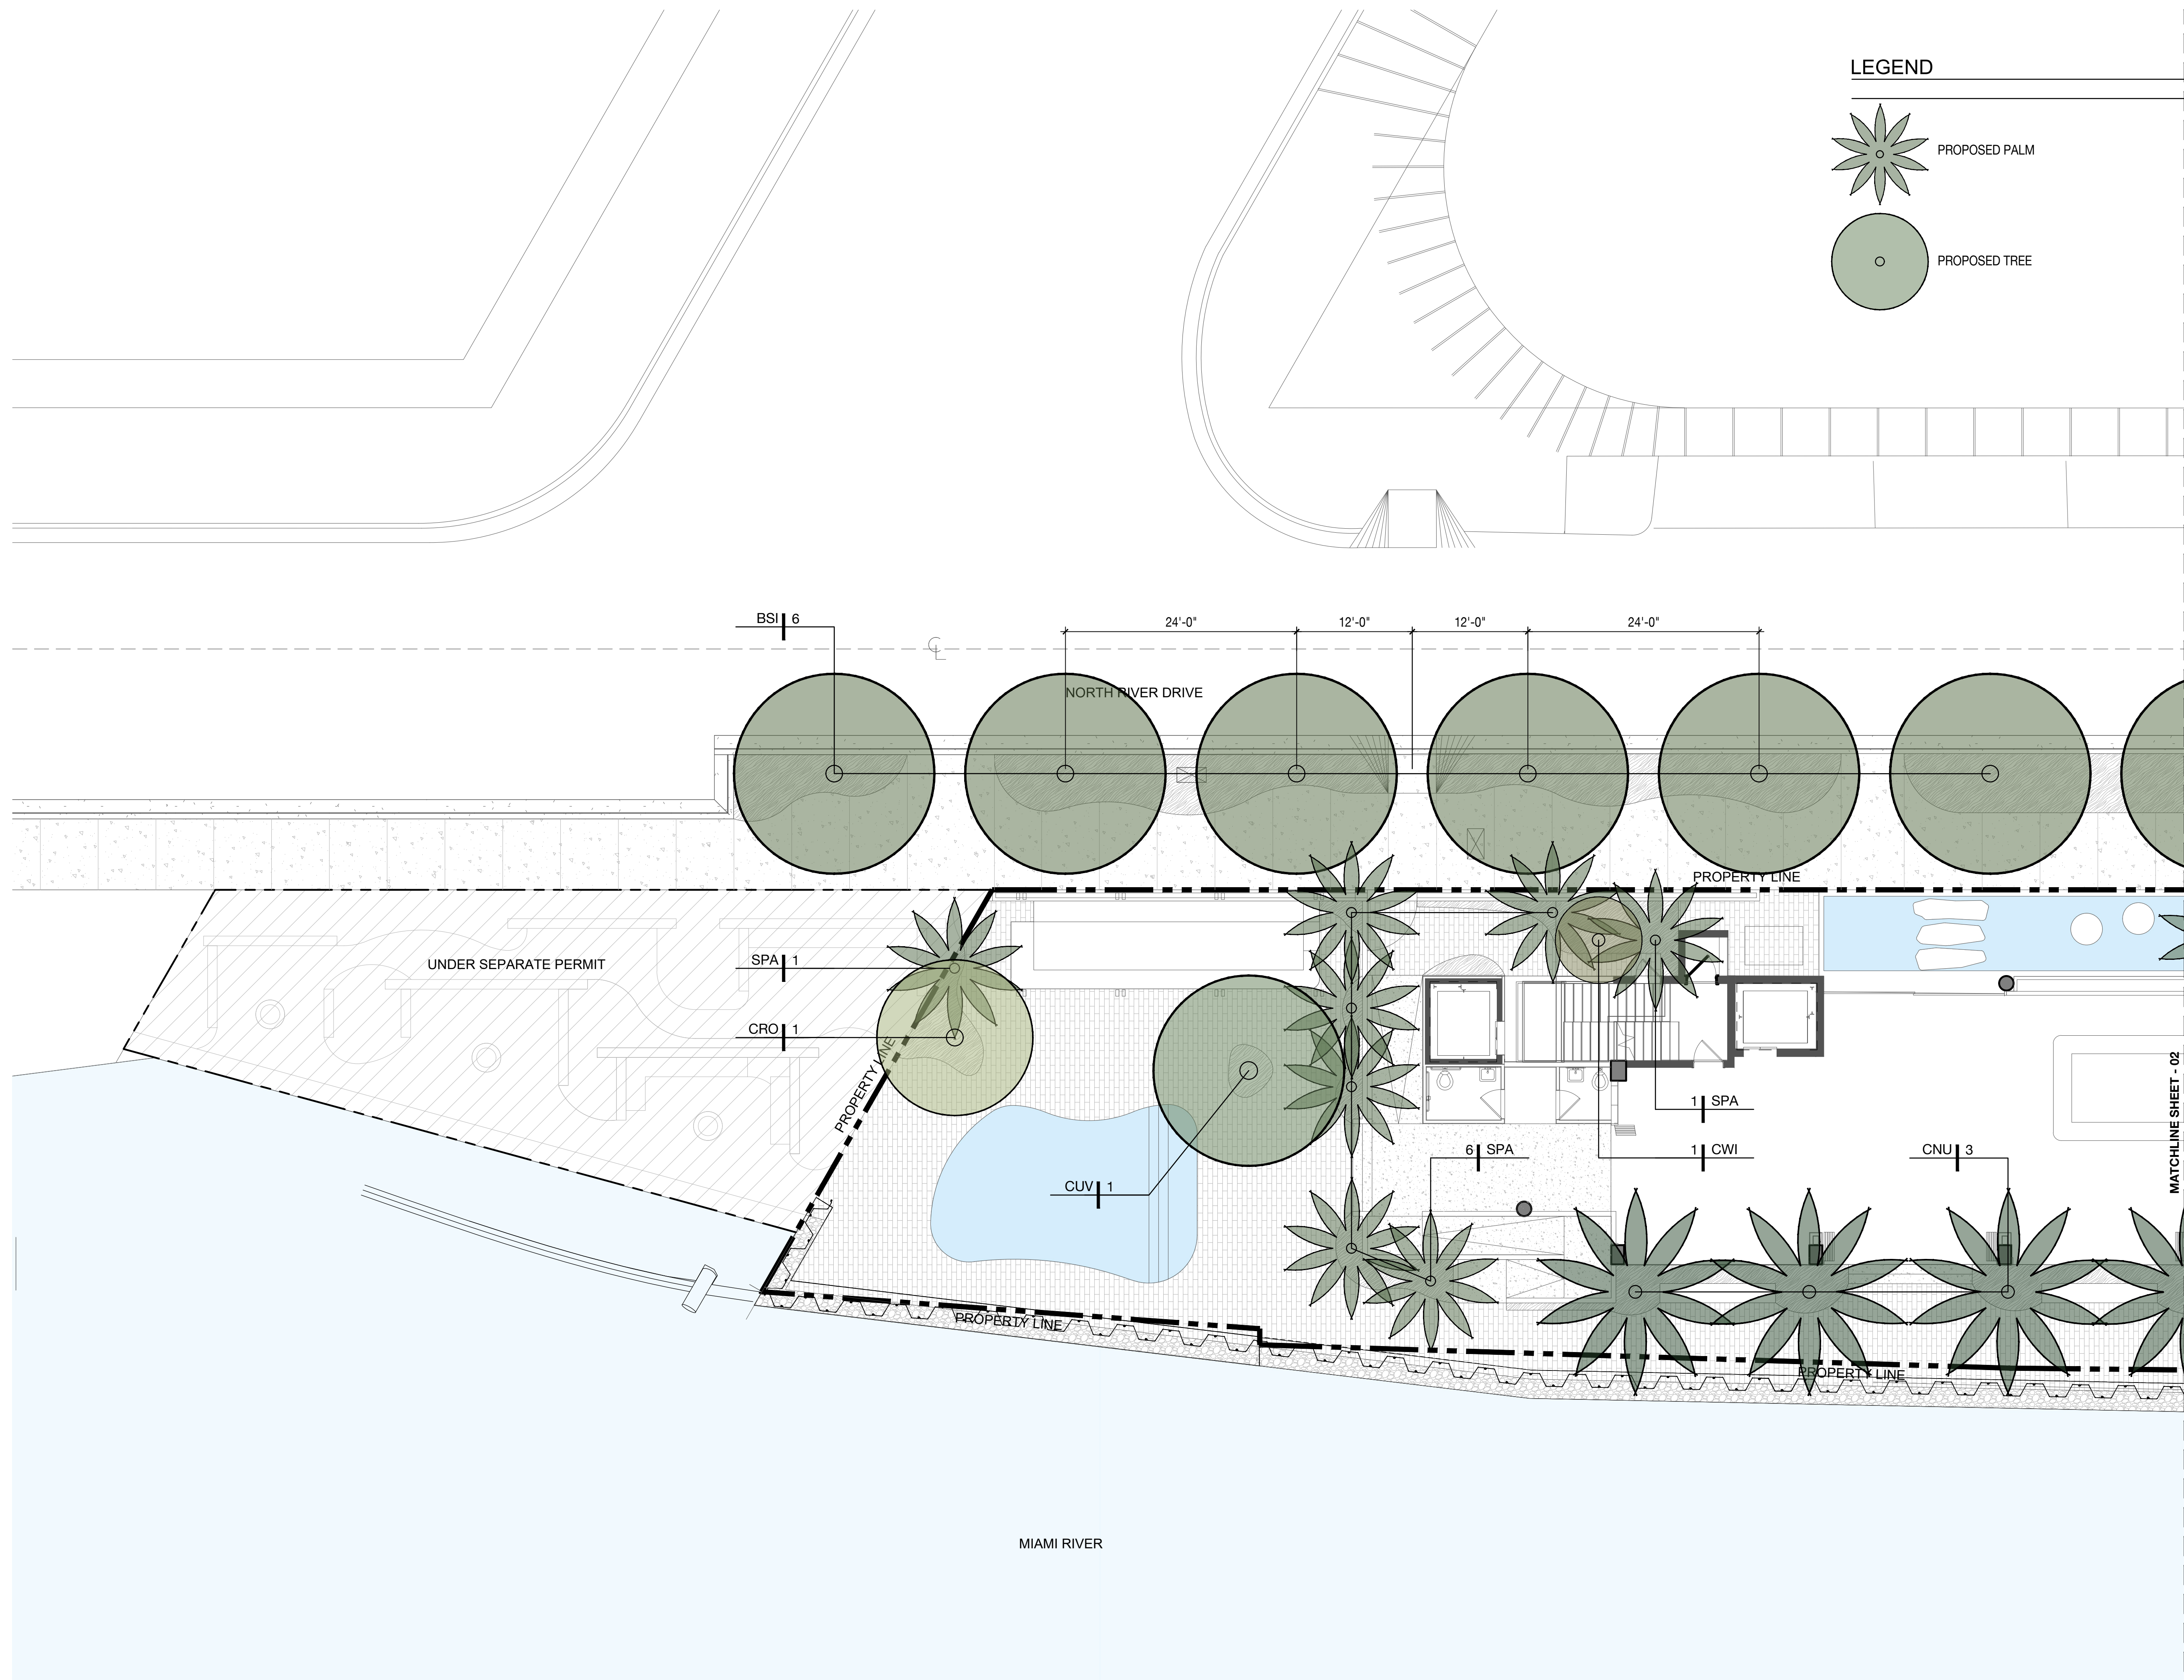 LEGEND
PROPOSED PALM
PROPOSED TREE
BSI 6
24'-0"
12'-0"
12'-0"
24'-0"
CL
NORTH RIVER DRIVE
PROPERTY LINE
UNDER SEPARATE PERMIT
SPA 1
CRO 1
PROPERTY LINE
1 SPA
6 SPA
1 CWI
CNU 3
CUV 1
MATCHLINE SHEET - 02
PROPERTY LINE
PROPERTY LINE
MIAMI RIVER